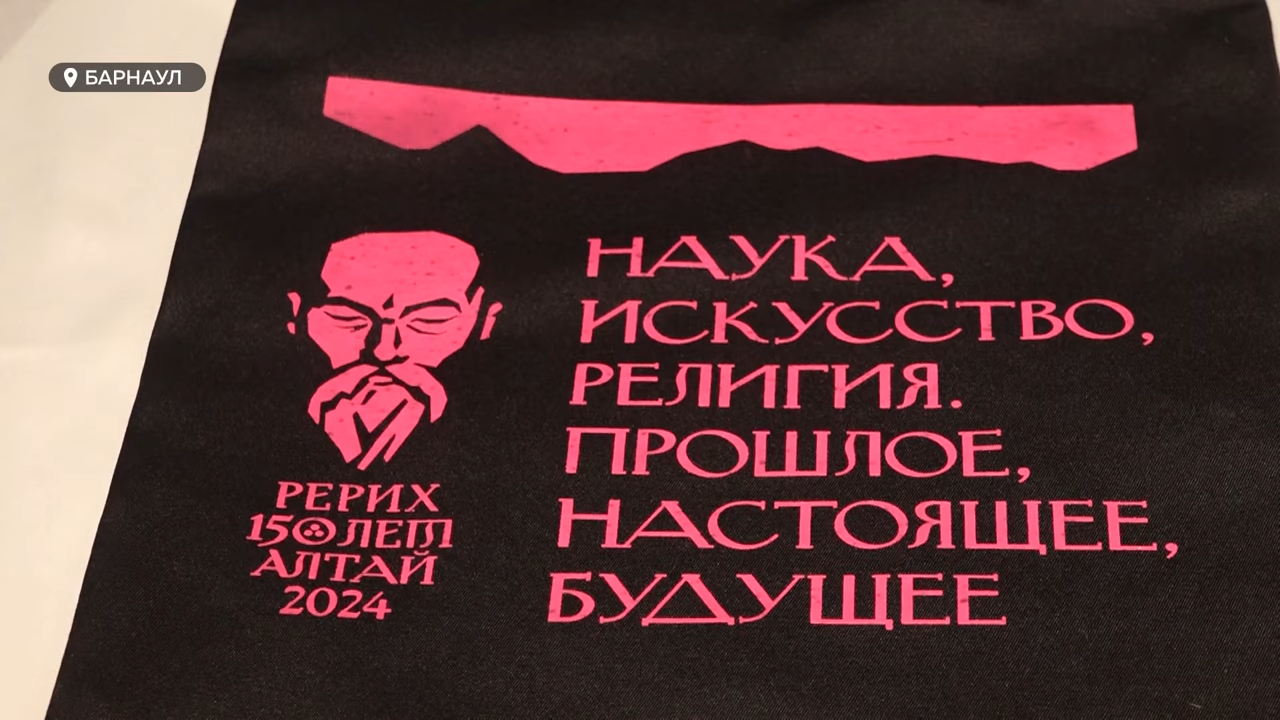 БАРНАУЛ
НАУКА,
ИСКУССТВО,
РЕЛИГИЯ.
ПРОШЛОЕ,
НАСТОЯЩЕЕ,
БУДУЩЕЕ
РЕРИХ
150 ЛЕТ
АЛТАЙ
2024